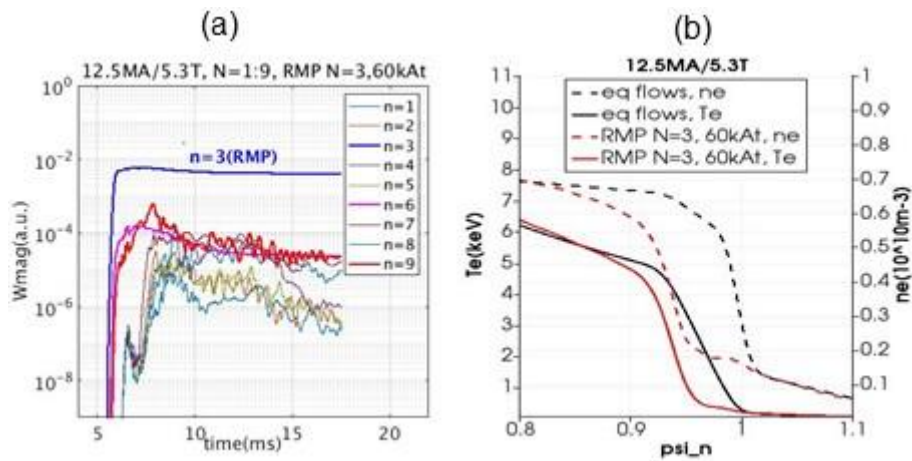 (a)
12.5MA/5.3T, N=1:9, RMP N=3,60kAt
10^0
10^-2
10^-4
10^-6
10^-8
Wmag(a.u.)
n=3(RMP)
n=1
n=2
n=3
n=4
n=5
n=6
n=7
n=8
n=9
5
10
15
20
time(ms)
(b)
12.5MA/5.3T
eq flows, ne
eq flows, Te
RMP N=3, 60kAt, ne
RMP N=3, 60kAt, Te
11
10
9
8
7
6
5
4
3
2
1
Te(keV)
1
0.9
0.8
0.7
0.6
0.5
0.4
0.3
0.2
0.1
ne(10^10m-3)
0.8
0.9
1
1.1
psi_n